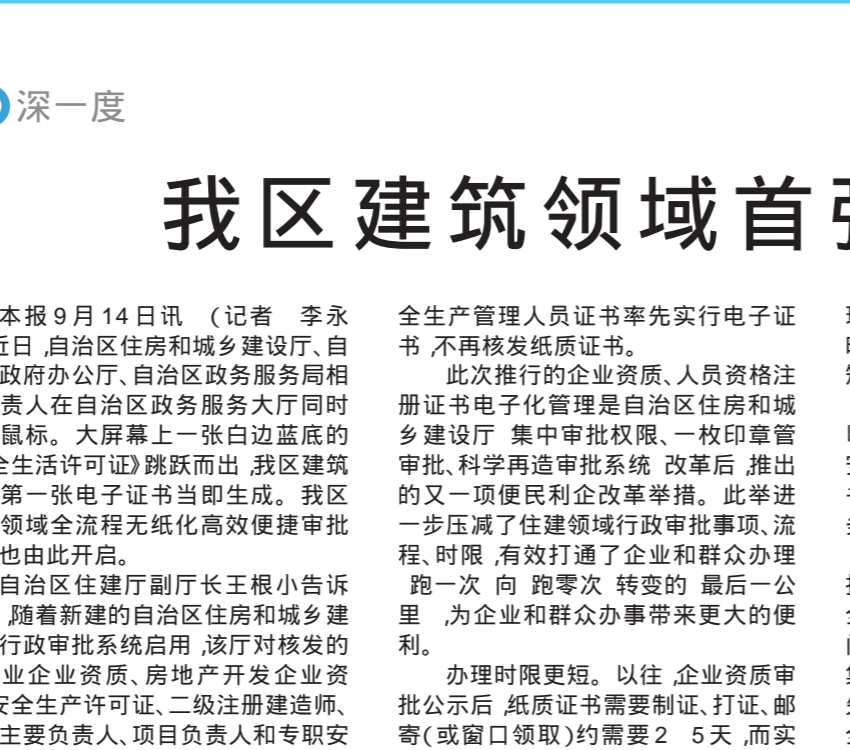 深一度
我区建筑领域首
本报9月14日讯 (记者 李永
近日,自治区住房和城乡建设厅、自
政府办公厅、自治区政务服务局相
责人在自治区政务服务大厅同时
鼠标。大屏幕上一张白边蓝底的
全生活许可证》跳跃而出,我区建筑
第一张电子证书当即生成。我区
领域全流程无纸化高效便捷审批
也由此开启。
自治区住建厅副厅长王根小告诉
,随着新建的自治区住房和城乡建
行政审批系统启用,该厅对核发的
业企业资质、房地产开发企业资
安全生产许可证、二级注册建造师、
主要负责人、项目负责人和专职安
全生产管理人员证书率先实行电子证
书,不再核发纸质证书。
此次推行的企业资质、人员资格注
册证书电子化管理是自治区住房和城
乡建设厅 集中审批权限、一枚印章管
审批、科学再造审批系统 改革后,推出
的又一项便民利企改革举措。此举进
一步压减了住建领域行政审批事项、流
程、时限,有效打通了企业和群众办理
跑一次 向 跑零次 转变的 最后一公
里 ,为企业和群众办事带来更大的便
利。
办理时限更短。以往,企业资质审
批公示后,纸质证书需要制证、打证、邮
寄(或窗口领取)约需要2 5天,而实